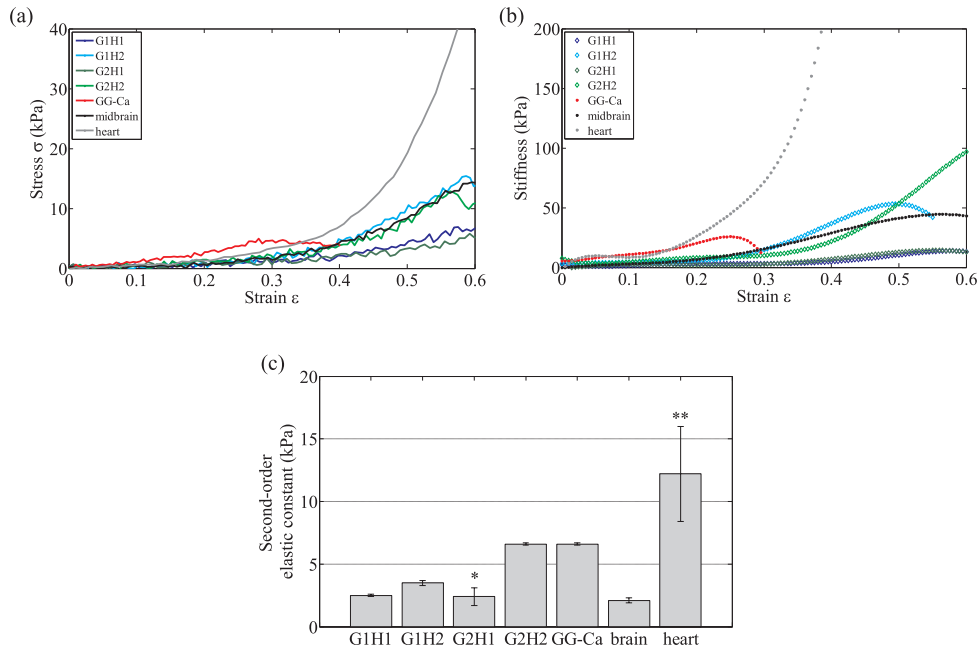 (a)
40
30
20
10
0
Stress σ (kPa)
G1H1
G1H2
G2H1
G2H2
GG-Ca
midbrain
heart
0 0.1 0.2 0.3 0.4 0.5 0.6
Strain ε
(b)
200
150
100
50
0
Stiffness (kPa)
G1H1
G1H2
G2H1
G2H2
GG-Ca
midbrain
heart
0 0.1 0.2 0.3 0.4 0.5 0.6
Strain ε
(c)
20
15
10
5
0
Second-order
elastic constant (kPa)
*
**
G1H1 G1H2 G2H1 G2H2 GG-Ca brain heart